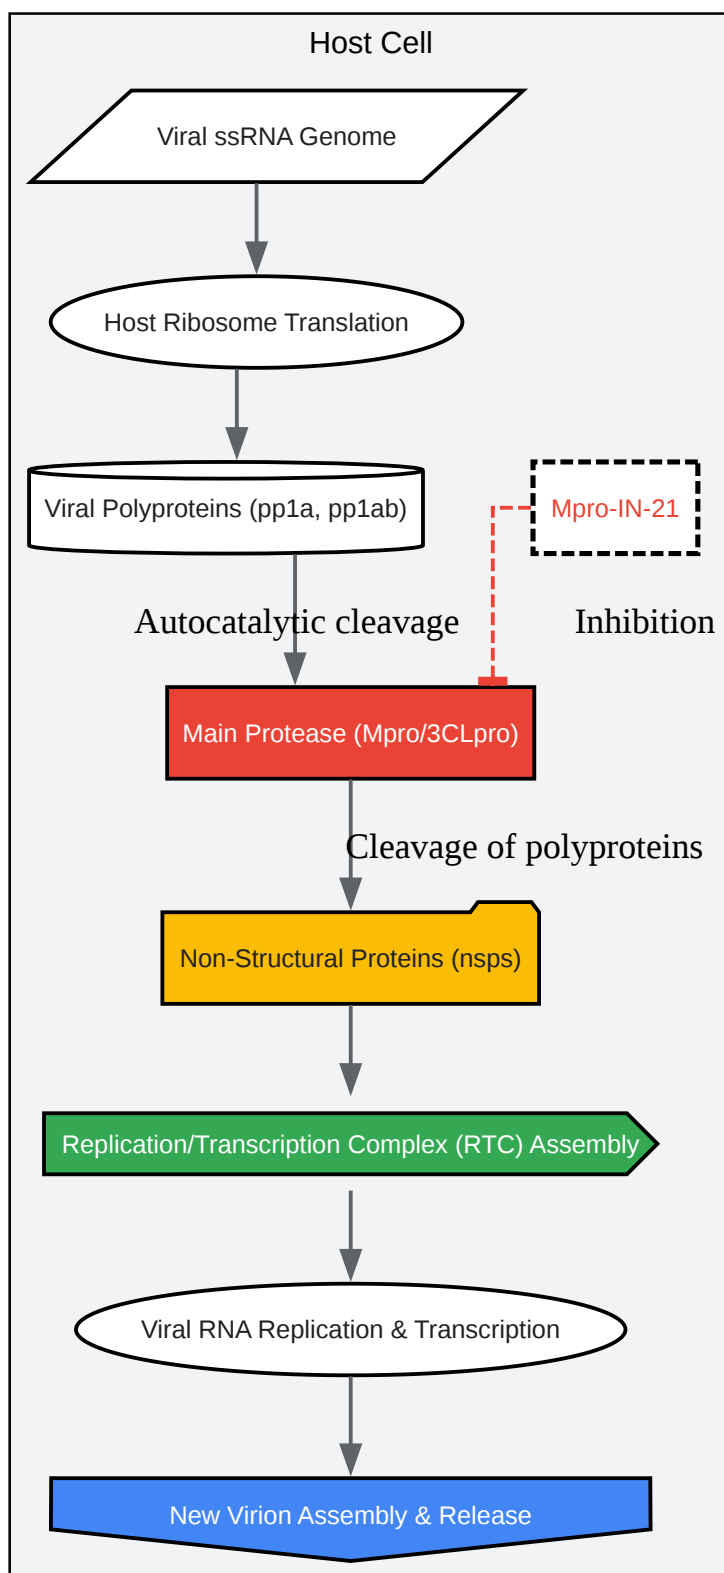 Host Cell
Viral ssRNA Genome
Host Ribosome Translation
Viral Polyproteins (pp1a, pp1ab)
Mpro-IN-21
Autocatalytic cleavage
Inhibition
Main Protease (Mpro/3CLpro)
Cleavage of polyproteins
Non-Structural Proteins (nsps)
Replication/Transcription Complex (RTC) Assembly
Viral RNA Replication & Transcription
New Virion Assembly & Release